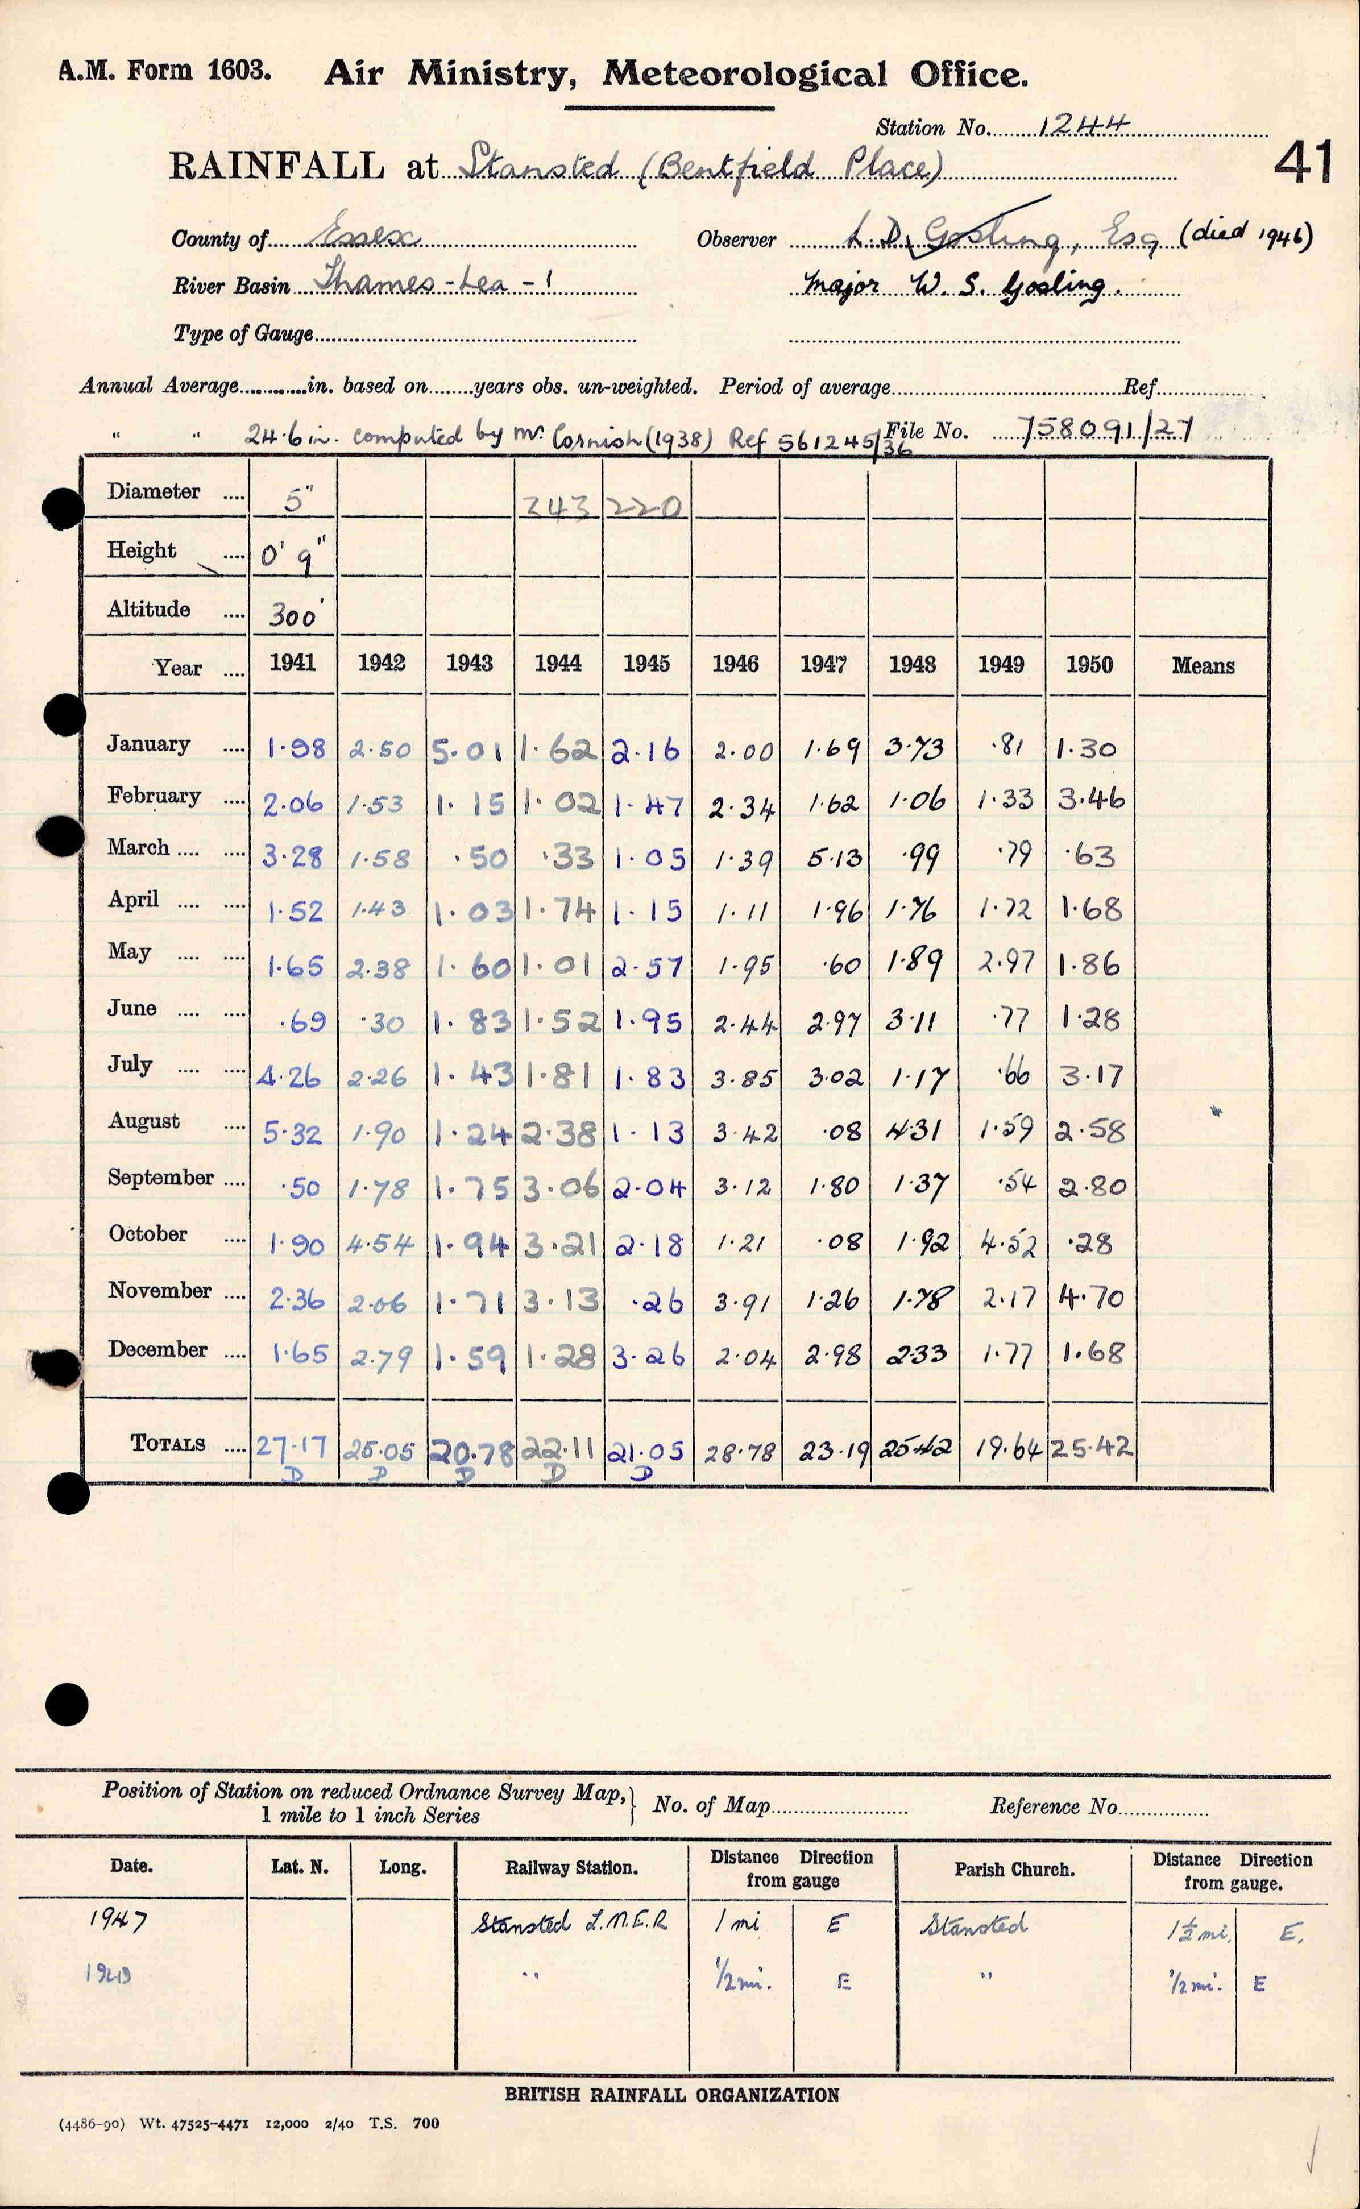 A.M. Form 1603. Air Ministry, Meteorological Office.
Station No. 1244
41
RAINFALL at Stansted (Bentfield Place)
County of Essex Observer L. D. Gosling, Esq (died 1946)
River Basin Thames - Lea - 1 Major W. S. Gosling.
Type of Gauge
Annual Average in. based on years obs. un-weighted. Period of average Ref.
" " 24.6 in. computed by Mr Cornish (1938) Ref 561245/36 File No. 758091/27
Diameter .... 5" 243 220
Height .... 0' 9"
Altitude .... 300'
Year .... 1941 1942 1943 1944 1945 1946 1947 1948 1949 1950 Means
January .... 1.98 2.50 5.01 1.62 2.16 2.00 1.69 3.73 .81 1.30
February .... 2.06 1.53 1.15 1.02 1.47 2.34 1.62 1.06 1.33 3.46
March .... .... 3.28 1.58 .50 .33 1.05 1.39 5.13 .99 .79 .63
April .... .... 1.52 1.43 1.03 1.74 1.15 1.11 1.96 1.76 1.72 1.68
May .... .... 1.65 2.38 1.60 1.01 2.57 1.95 .60 1.89 2.97 1.86
June .... .... .69 .30 1.83 1.52 1.95 2.44 2.97 3.11 .77 1.28
July .... .... 4.26 2.26 1.43 1.81 1.83 3.85 3.02 1.17 .66 3.17
August .... 5.32 1.90 1.24 2.38 1.13 3.42 .08 4.31 1.59 2.58
September .... .50 1.78 1.75 3.06 2.04 3.12 1.80 1.37 .54 2.80
October .... 1.90 4.54 1.94 3.21 2.18 1.21 .08 1.92 4.52 .28
November .... 2.36 2.06 1.71 3.13 .26 3.91 1.26 1.78 2.17 4.70
December .... 1.65 2.79 1.59 1.28 3.26 2.04 2.98 2.33 1.77 1.68
TOTALS .... 27.17 25.05 20.78 22.11 21.05 28.78 23.19 25.42 19.64 25.42
D D D D D
Position of Station on reduced Ordnance Survey Map, 1 mile to 1 inch Series } No. of Map Reference No.
Date. Lat. N. Long. Railway Station. Distance Direction from gauge Parish Church. Distance Direction from gauge.
1947 Stansted L.N.E.R 1 mi E Stansted 1½ mi. E.
" ½ mi. E " ½ mi. E
BRITISH RAINFALL ORGANIZATION
(4486-90) Wt. 47525-4471 12,000 2/40 T.S. 700